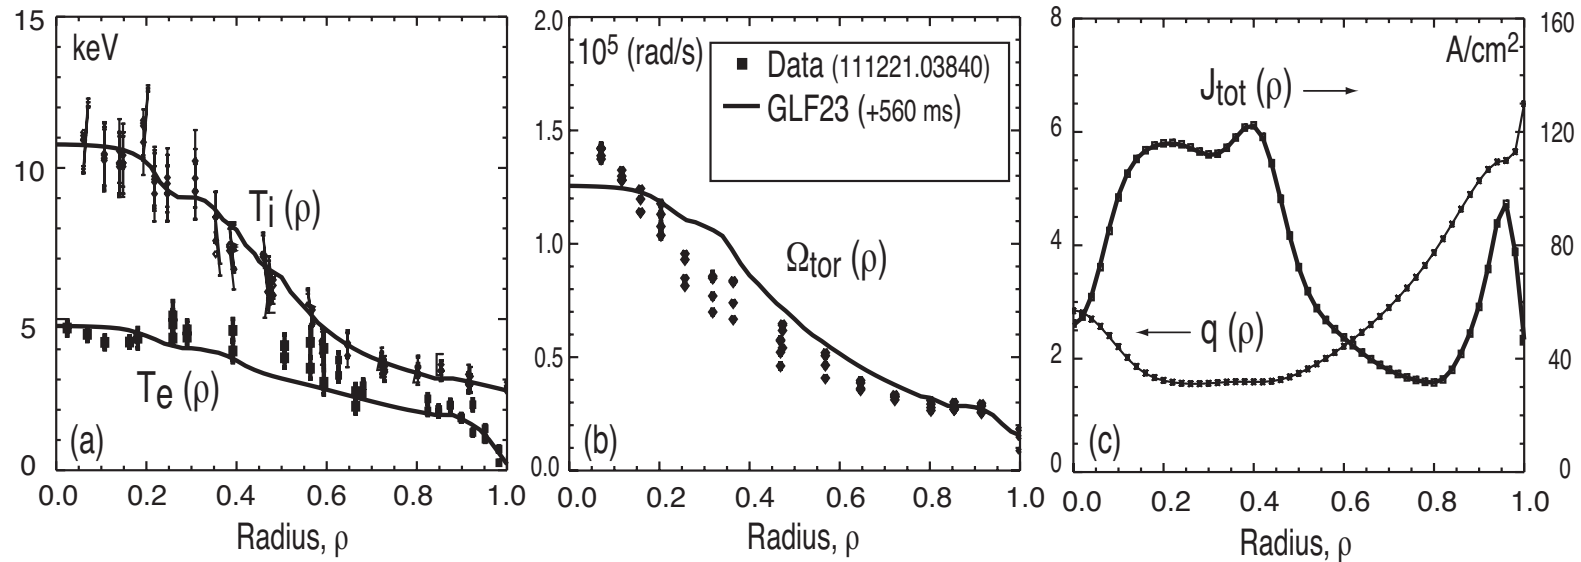 15
10
5
0
keV
Ti (ρ)
Te (ρ)
(a)
0.0 0.2 0.4 0.6 0.8 1.0
Radius, ρ
2.0
1.5
1.0
0.5
0.0
10⁵ (rad/s)
Data (111221.03840)
GLF23 (+560 ms)
Ωtor (ρ)
(b)
0.0 0.2 0.4 0.6 0.8 1.0
Radius, ρ
8
6
4
2
0
160
120
80
40
0
A/cm²
Jtot (ρ) →
← q (ρ)
(c)
0.0 0.2 0.4 0.6 0.8 1.0
Radius, ρ